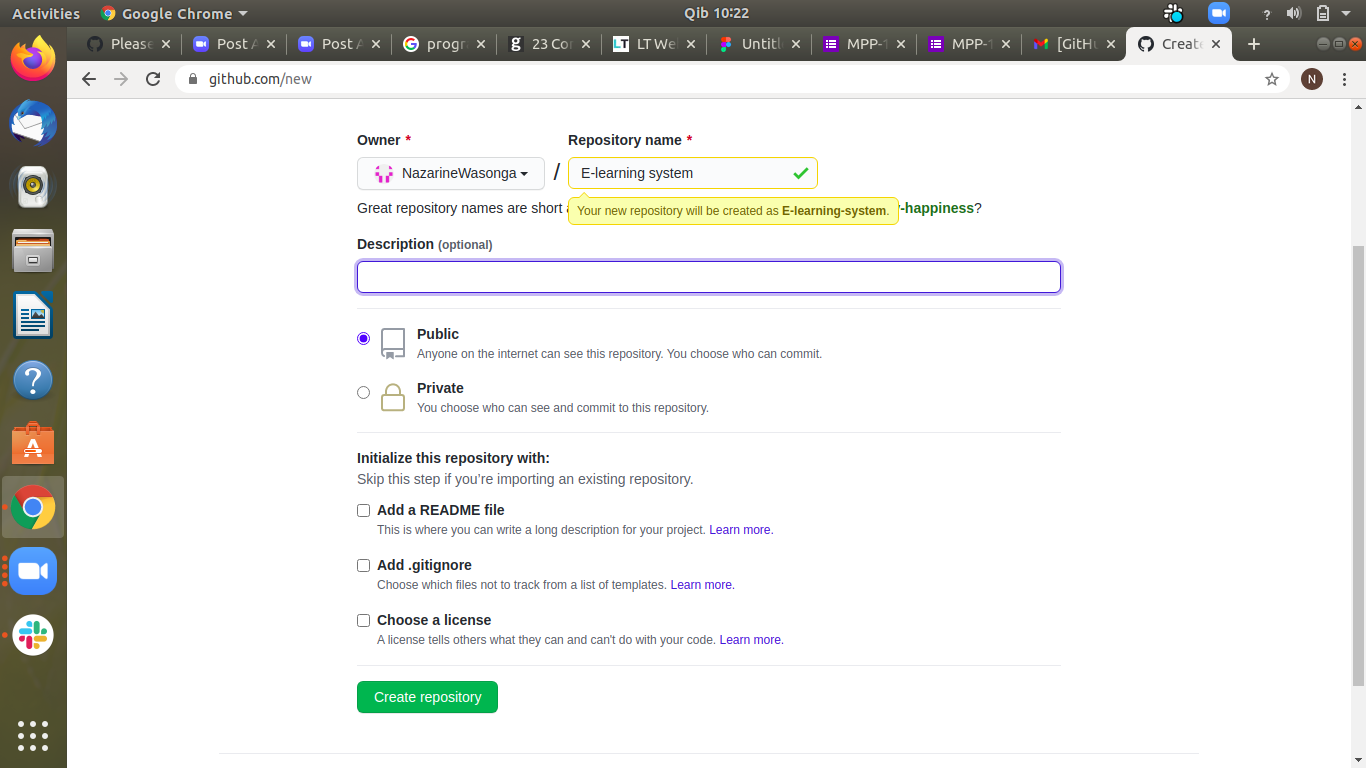 Activities Google Chrome Qib 10:22 ?
Please Post A Post A progra 23 Co LT We Untitl MPP-1 MPP-1 [GitHu Create
github.com/new N
Owner * Repository name *
NazarineWasonga / E-learning system
Great repository names are short -happiness?
Your new repository will be created as E-learning-system.
Description (optional)
Public
Anyone on the internet can see this repository. You choose who can commit.
Private
You choose who can see and commit to this repository.
Initialize this repository with:
Skip this step if you're importing an existing repository.
Add a README file
This is where you can write a long description for your project. Learn more.
Add .gitignore
Choose which files not to track from a list of templates. Learn more.
Choose a license
A license tells others what they can and can't do with your code. Learn more.
Create repository